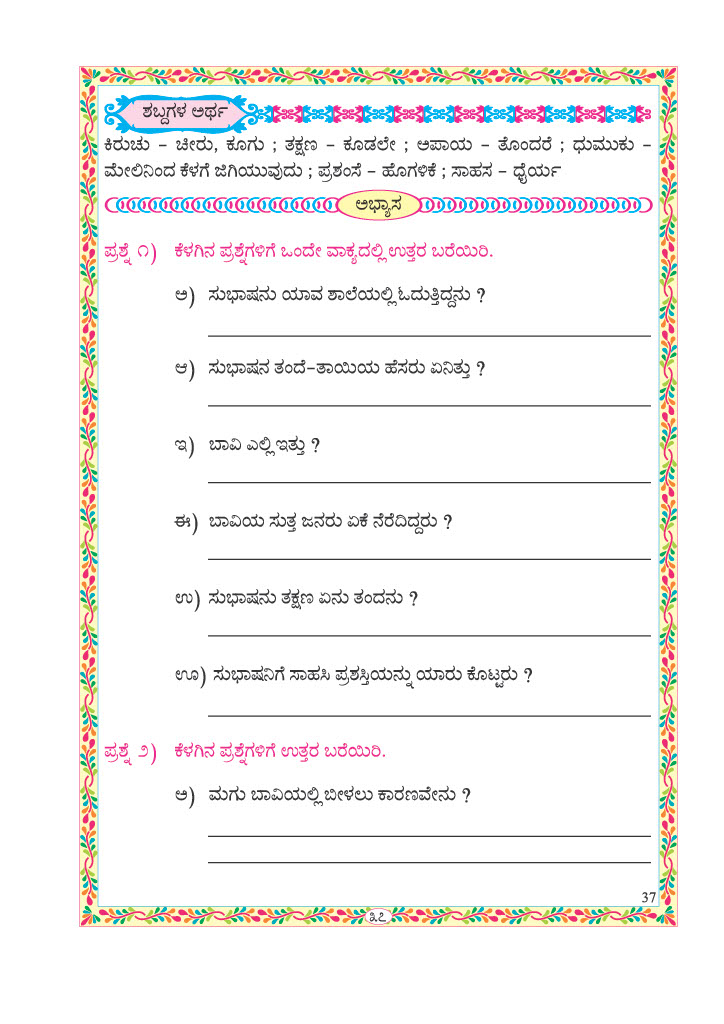 ಶಬ್ದಗಳ ಅರ್ಥ
ಕಿರುಚು – ಚೀರು, ಕೂಗು ; ತಕ್ಷಣ – ಕೂಡಲೇ ; ಅಪಾಯ – ತೊಂದರೆ ; ಧುಮುಕು –
ಮೇಲಿನಿಂದ ಕೆಳಗೆ ಜಿಗಿಯುವುದು ; ಪ್ರಶಂಸೆ – ಹೊಗಳಿಕೆ ; ಸಾಹಸ – ಧೈರ್ಯ
ಅಭ್ಯಾಸ
ಪ್ರಶ್ನೆ ೧) ಕೆಳಗಿನ ಪ್ರಶ್ನೆಗಳಿಗೆ ಒಂದೇ ವಾಕ್ಯದಲ್ಲಿ ಉತ್ತರ ಬರೆಯಿರಿ.
ಅ) ಸುಭಾಷನು ಯಾವ ಶಾಲೆಯಲ್ಲಿ ಓದುತ್ತಿದ್ದನು ?
ಆ) ಸುಭಾಷನ ತಂದೆ–ತಾಯಿಯ ಹೆಸರು ಏನಿತ್ತು ?
ಇ) ಬಾವಿ ಎಲ್ಲಿ ಇತ್ತು ?
ಈ) ಬಾವಿಯ ಸುತ್ತ ಜನರು ಏಕೆ ನೆರೆದಿದ್ದರು ?
ಉ) ಸುಭಾಷನು ತಕ್ಷಣ ಏನು ತಂದನು ?
ಊ) ಸುಭಾಷನಿಗೆ ಸಾಹಸಿ ಪ್ರಶಸ್ತಿಯನ್ನು ಯಾರು ಕೊಟ್ಟರು ?
ಪ್ರಶ್ನೆ ೨) ಕೆಳಗಿನ ಪ್ರಶ್ನೆಗಳಿಗೆ ಉತ್ತರ ಬರೆಯಿರಿ.
ಅ) ಮಗು ಬಾವಿಯಲ್ಲಿ ಬೀಳಲು ಕಾರಣವೇನು ?
37
೩೭